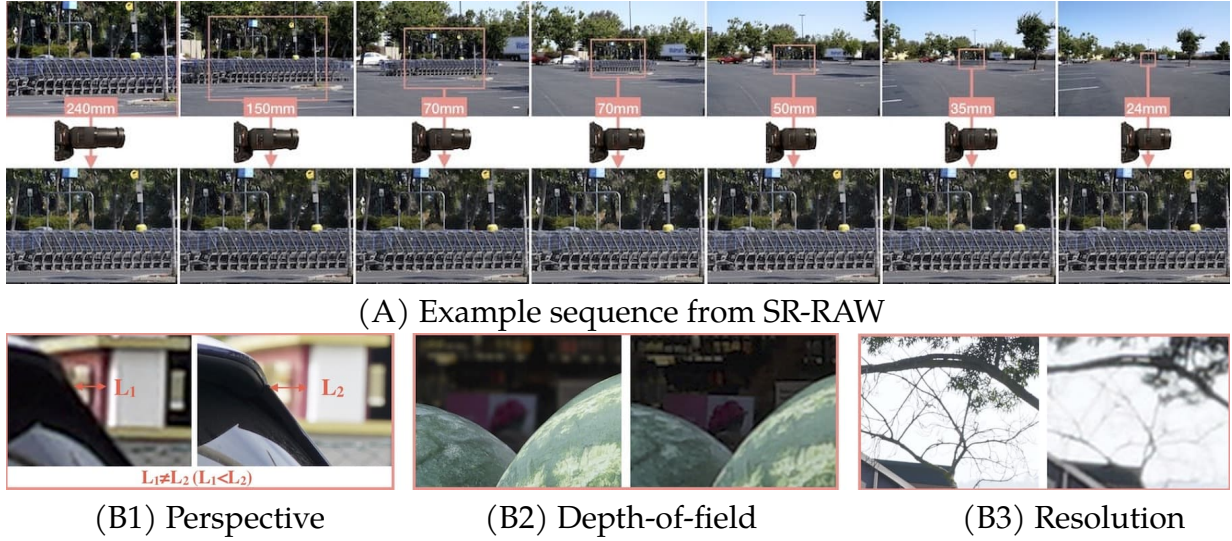 240mm 150mm 70mm 70mm 50mm 35mm 24mm
(A) Example sequence from SR-RAW
L₁ L₂
L₁≠L₂ (L₁<L₂)
(B1) Perspective (B2) Depth-of-field (B3) Resolution